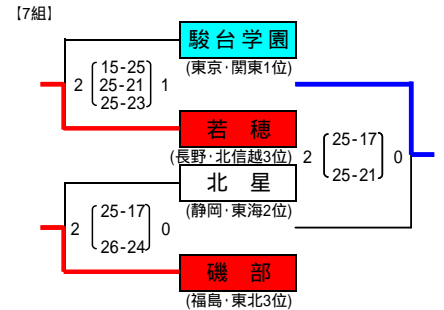 【7組】
駿台学園
(東京・関東1位)
2 15-25 1
25-21
25-23
若穂
(長野・北信越3位)
2 25-17 0
25-21
北星
(静岡・東海2位)
2 25-17 0
26-24
磯部
(福島・東北3位)